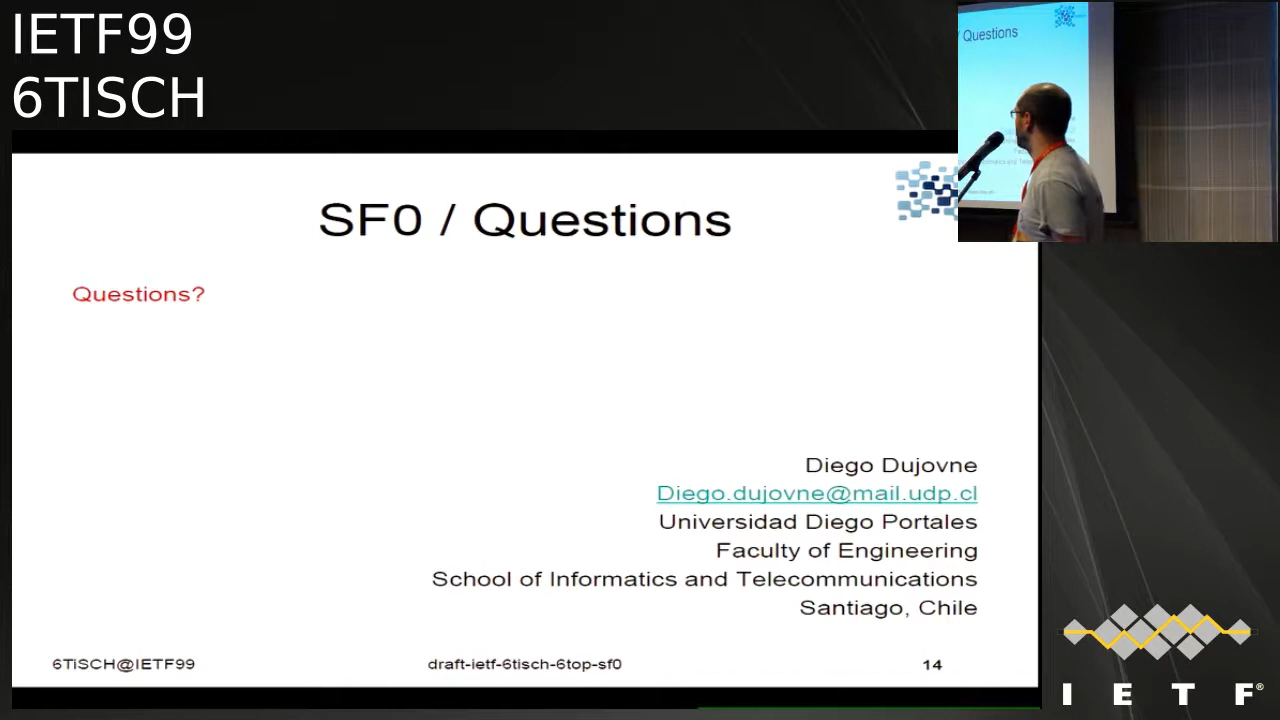 IETF99
6TISCH
/ Questions
SF0 / Questions
Questions?
Diego Dujovne
Diego.dujovne@mail.udp.cl
Universidad Diego Portales
Faculty of Engineering
School of Informatics and Telecommunications
Santiago, Chile
6TiSCH@IETF99
draft-ietf-6tisch-6top-sf0
14
I E T F®